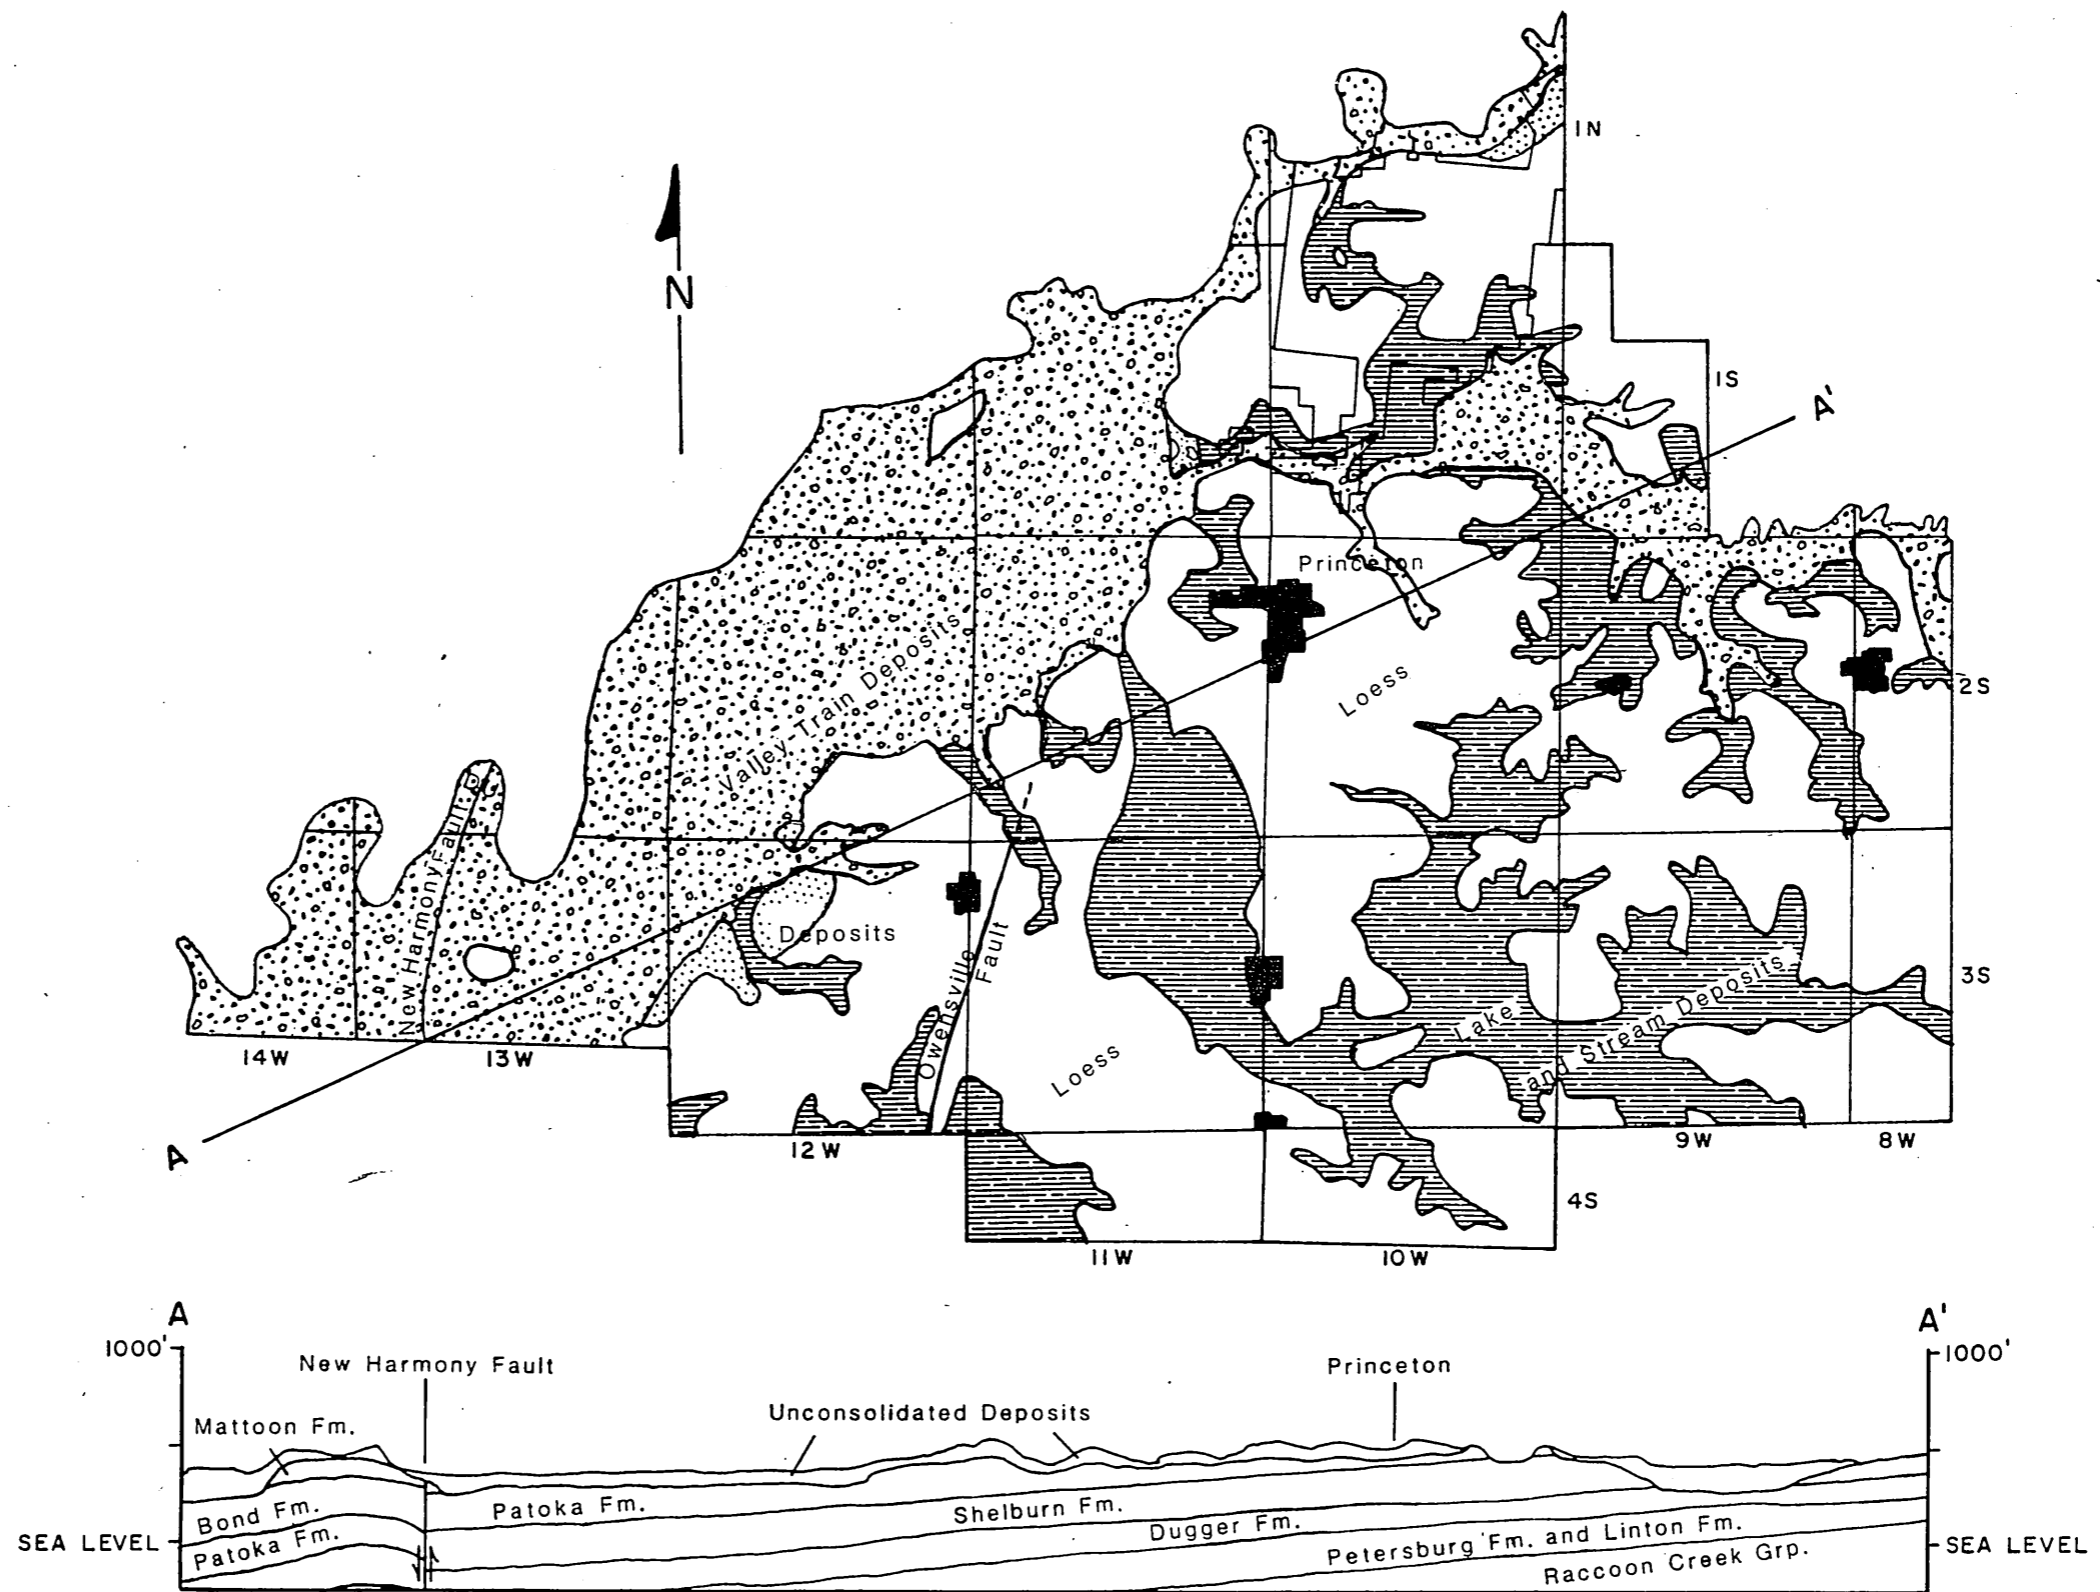 1N
N
1S
A'
Princeton
Valley Train Deposits
Loess
2S
New Harmony Fault
Deposits
Owensville
Fault
3S
Lake
and Stream Deposits
14W
13W
Loess
A
12W
9W
8W
4S
11W
10W
A
A'
1000'
1000'
New Harmony Fault
Princeton
Mattoon Fm.
Unconsolidated Deposits
Bond Fm.
Patoka Fm.
Shelburn Fm.
Dugger Fm.
SEA LEVEL
Patoka Fm.
Petersburg Fm. and Linton Fm.
SEA LEVEL
Raccoon Creek Grp.